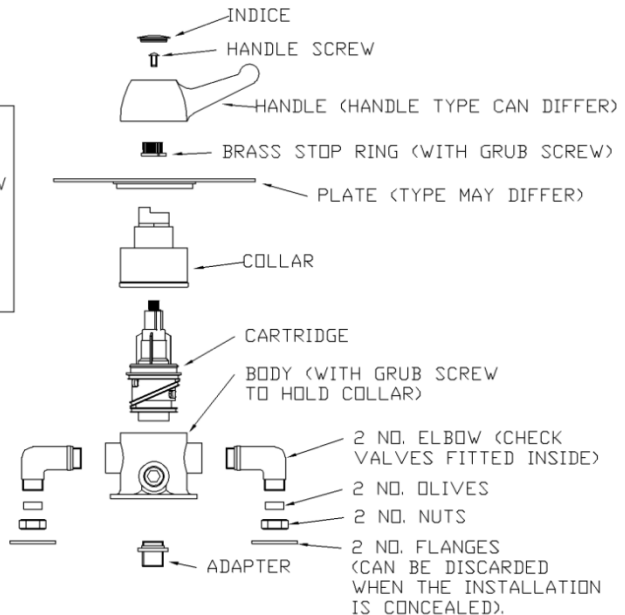 INDICE
HANDLE SCREW
HANDLE (HANDLE TYPE CAN DIFFER)
BRASS STOP RING (WITH GRUB SCREW)
PLATE (TYPE MAY DIFFER)
COLLAR
CARTRIDGE
BODY (WITH GRUB SCREW
TO HOLD COLLAR)
2 NO. ELBOW (CHECK
VALVES FITTED INSIDE)
2 NO. OLIVES
2 NO. NUTS
2 NO. FLANGES
(CAN BE DISCARDED
WHEN THE INSTALLATION
IS CONCEALED).
ADAPTER